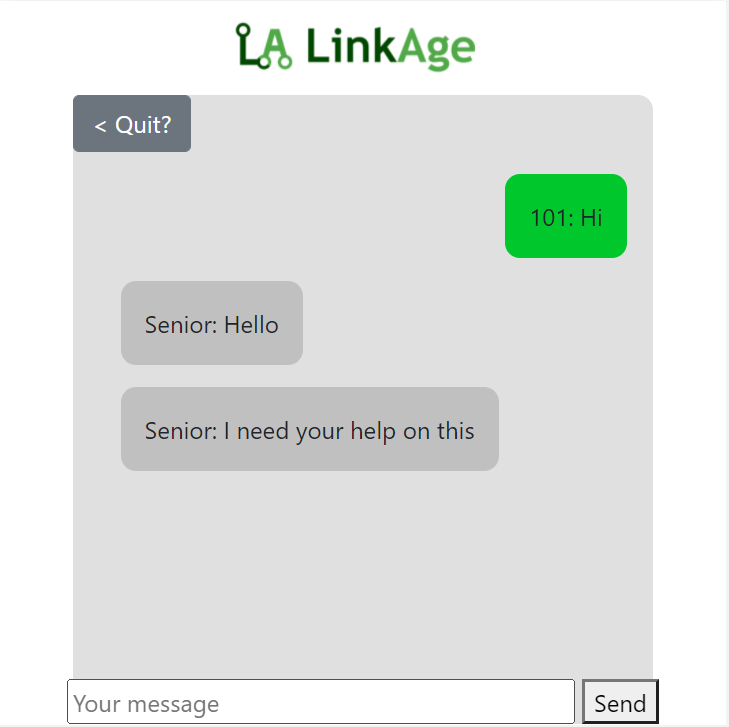 LA LinkAge
< Quit?
101: Hi
Senior: Hello
Senior: I need your help on this
Your message
Send